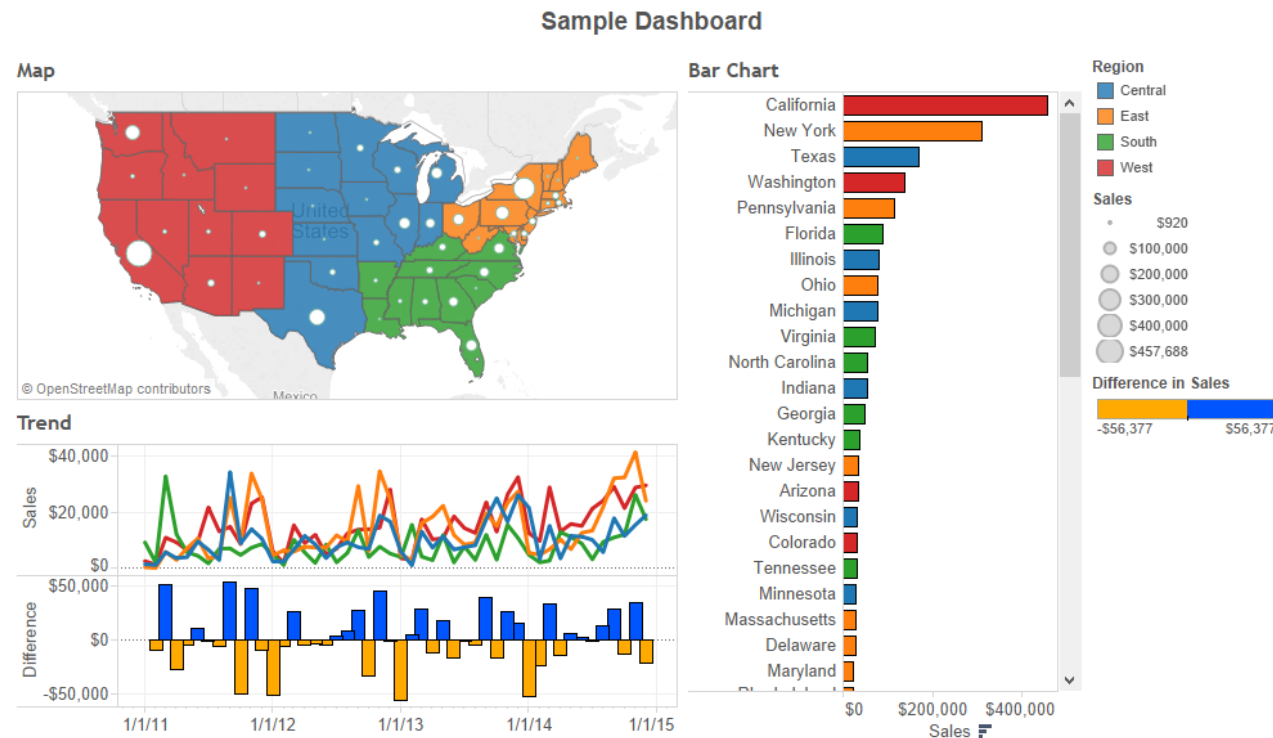 Sample Dashboard
Map
United
States
© OpenStreetMap contributors
Mexico
Trend
Sales
$40,000
$20,000
$0
Difference
$50,000
$0
-$50,000
1/1/11
1/1/12
1/1/13
1/1/14
1/1/15
Bar Chart
California
New York
Texas
Washington
Pennsylvania
Florida
Illinois
Ohio
Michigan
Virginia
North Carolina
Indiana
Georgia
Kentucky
New Jersey
Arizona
Wisconsin
Colorado
Tennessee
Minnesota
Massachusetts
Delaware
Maryland
$0
$200,000
$400,000
Sales
Region
Central
East
South
West
Sales
$920
$100,000
$200,000
$300,000
$400,000
$457,688
Difference in Sales
-$56,377
$56,377